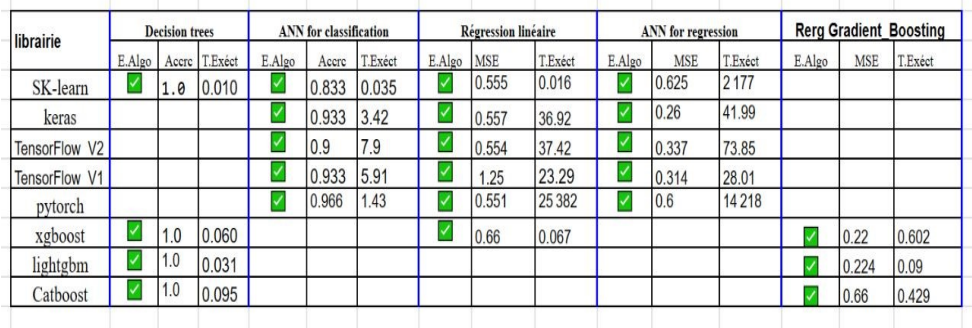 librairie Decision trees ANN for classification Régression linéaire ANN for regression Rerg Gradient_Boosting
E.Algo Accrc T.Exéct E.Algo Accrc T.Exéct E.Algo MSE T.Exéct E.Algo MSE T.Exéct E.Algo MSE T.Exéct
SK-learn ✅ 1.0 0.010 ✅ 0.833 0.035 ✅ 0.555 0.016 ✅ 0.625 2 177
keras ✅ 0.933 3.42 ✅ 0.557 36.92 ✅ 0.26 41.99
TensorFlow V2 ✅ 0.9 7.9 ✅ 0.554 37.42 ✅ 0.337 73.85
TensorFlow V1 ✅ 0.933 5.91 ✅ 1.25 23.29 ✅ 0.314 28.01
pytorch ✅ 0.966 1.43 ✅ 0.551 25 382 ✅ 0.6 14 218
xgboost ✅ 1.0 0.060 ✅ 0.66 0.067 ✅ 0.22 0.602
lightgbm ✅ 1.0 0.031 ✅ 0.224 0.09
Catboost ✅ 1.0 0.095 ✅ 0.66 0.429